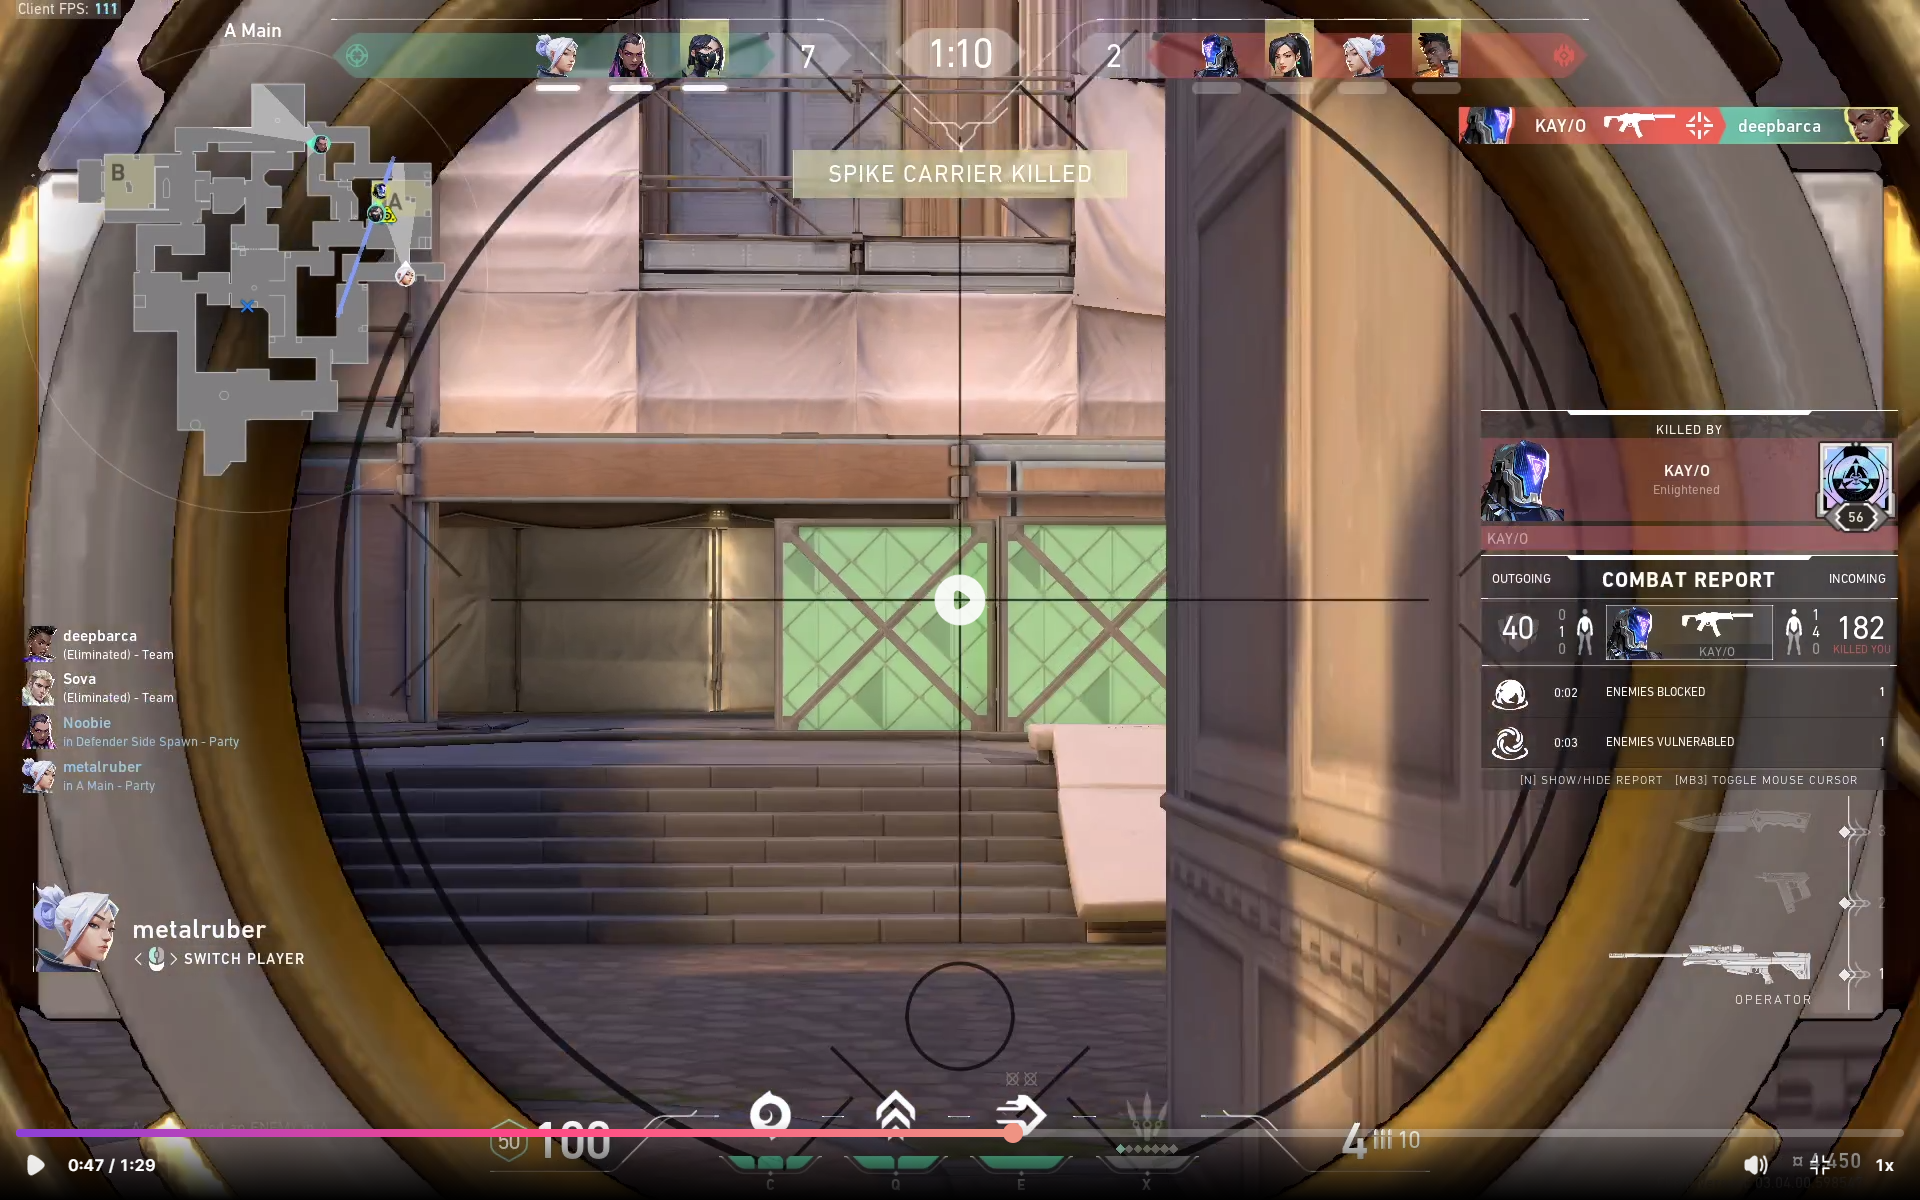 Client FPS: 111
A Main
7
1:10
2
KAY/O
deepbarca
SPIKE CARRIER KILLED
B
A
KILLED BY
KAY/O
Enlightened
56
KAY/O
OUTGOING
COMBAT REPORT
INCOMING
40
0
1
0
KAY/O
1
4
0
182
KILLED YOU
0:02 ENEMIES BLOCKED 1
0:03 ENEMIES VULNERABLED 1
[N] SHOW/HIDE REPORT [MB3] TOGGLE MOUSE CURSOR
deepbarca
(Eliminated) - Team
Sova
(Eliminated) - Team
Noobie
in Defender Side Spawn - Party
metalruber
in A Main - Party
3
2
1
OPERATOR
metalruber
< > SWITCH PLAYER
50
100
4
10
C
Q
E
X
0:47 / 1:29
1x